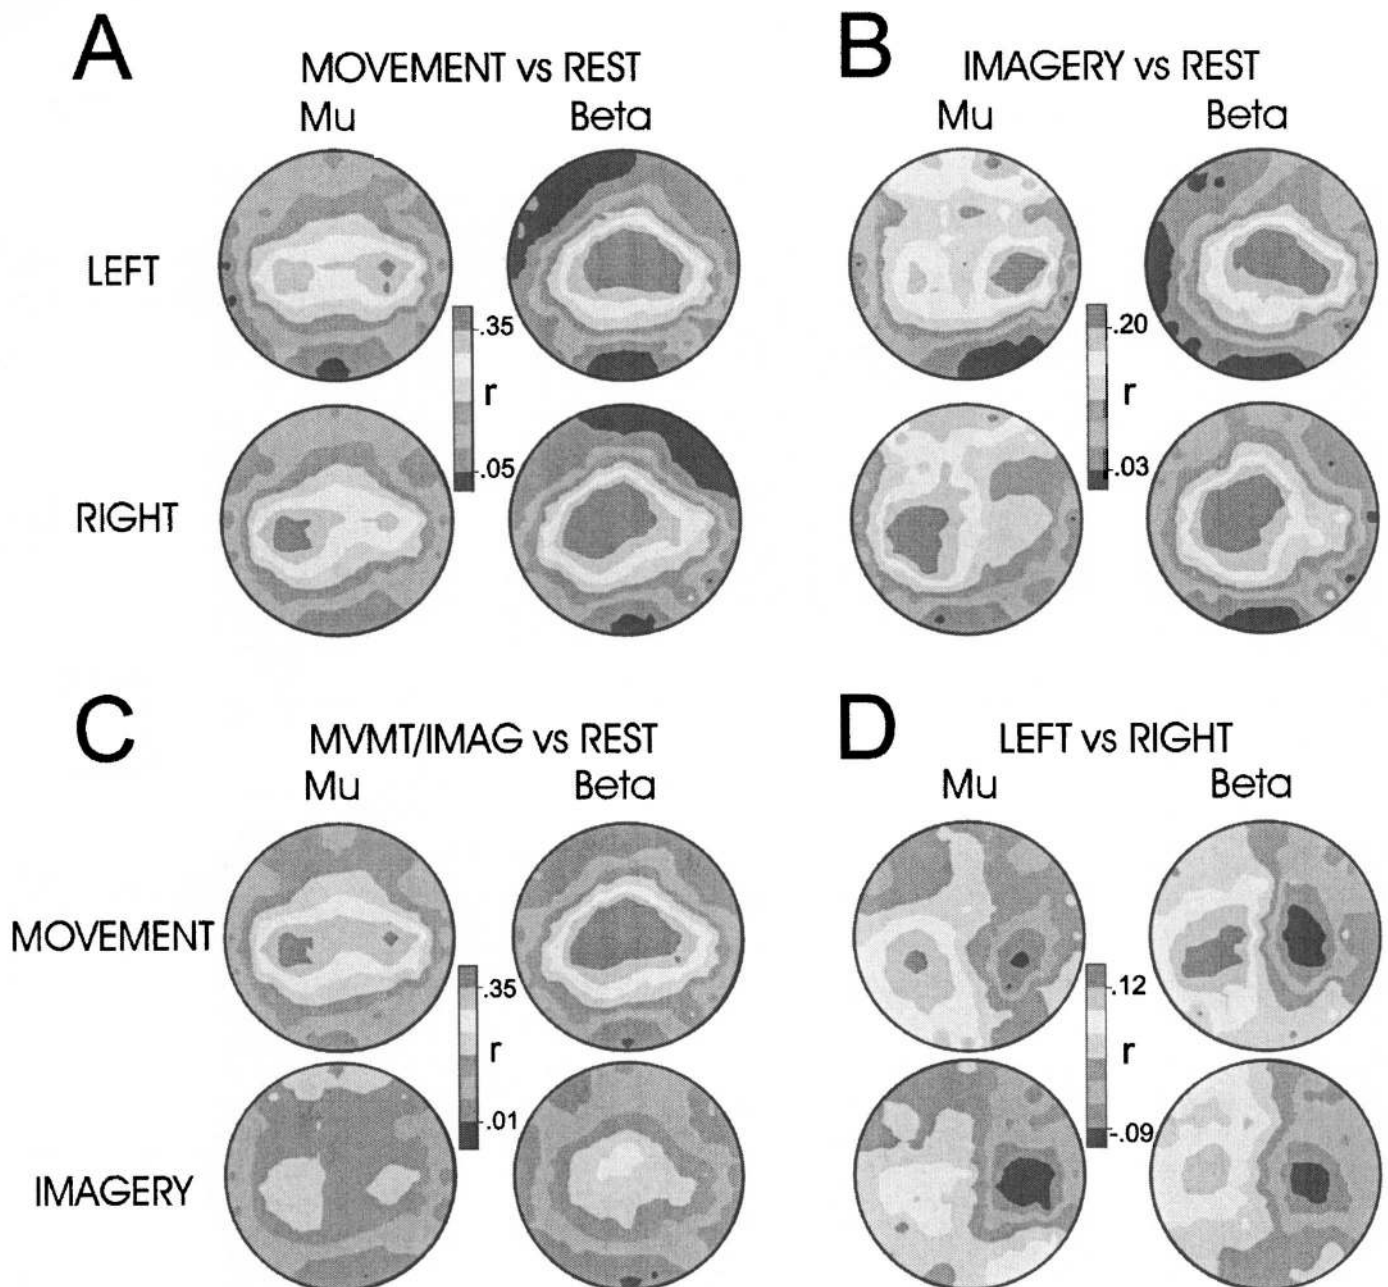 A
MOVEMENT vs REST
Mu Beta
LEFT
.35
r
.05
RIGHT
B
IMAGERY vs REST
Mu Beta
.20
r
.03
C
MVMT/IMAG vs REST
Mu Beta
MOVEMENT
.35
r
.01
IMAGERY
D
LEFT vs RIGHT
Mu Beta
.12
r
-.09